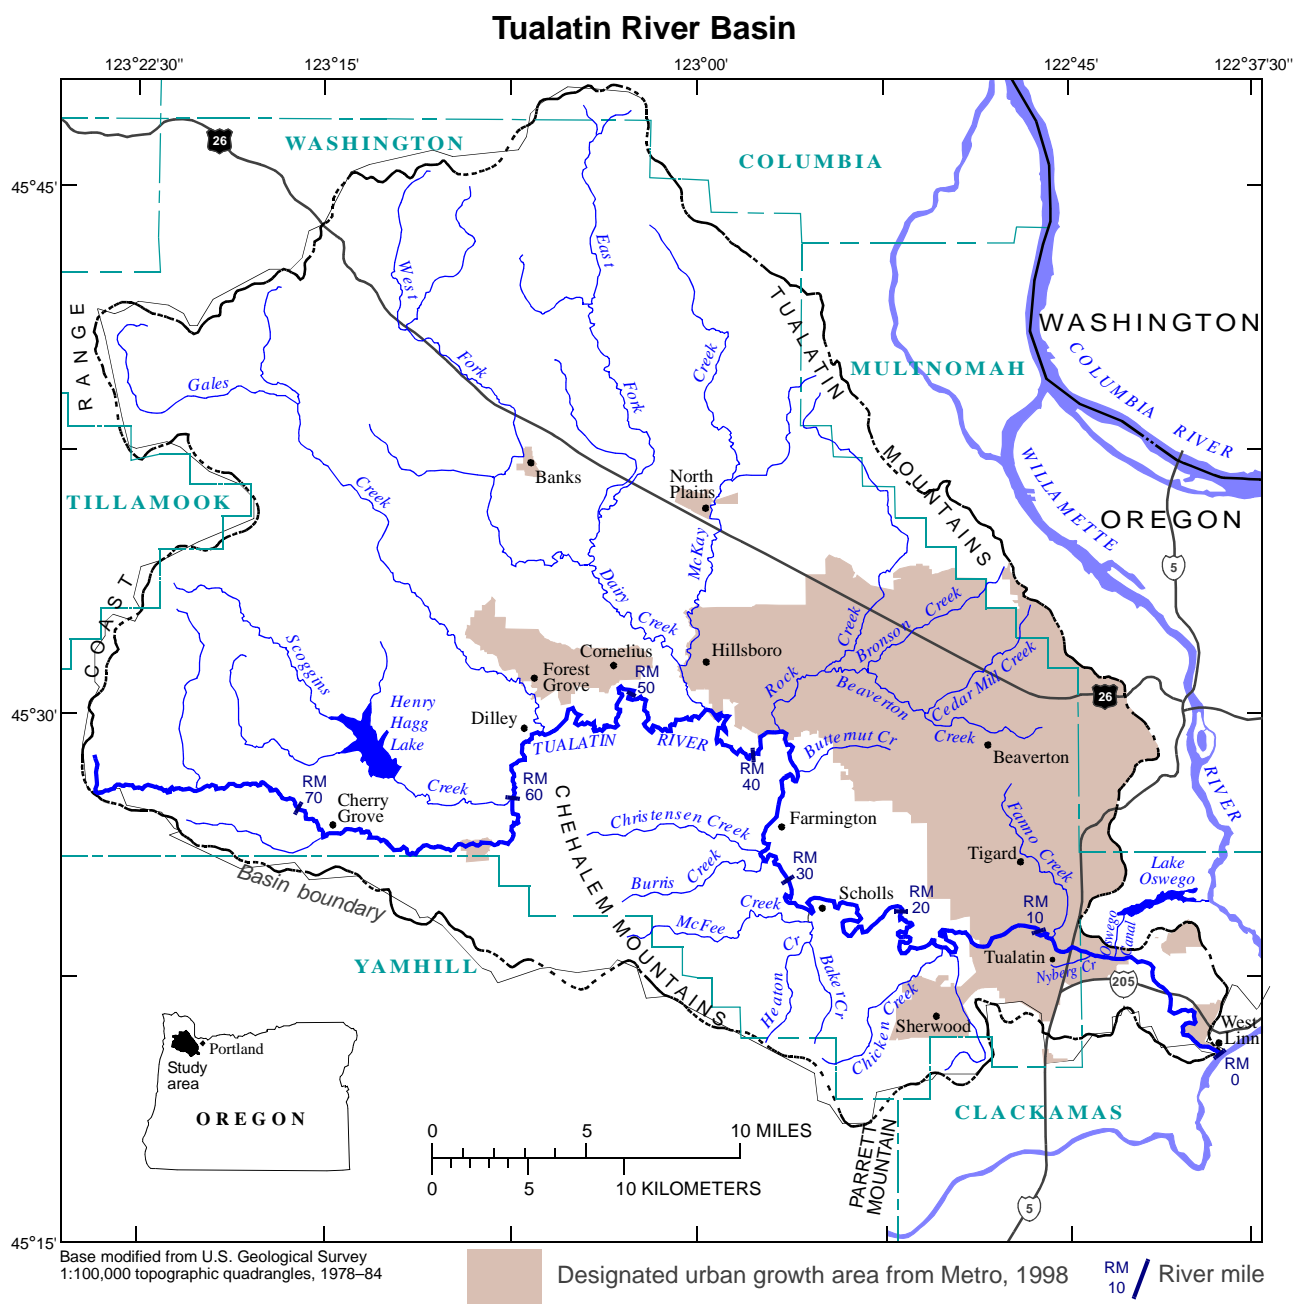 Tualatin River Basin
123°22'30"
123°15'
123°00'
122°45'
122°37'30"
45°45'
45°30'
45°15'
26
WASHINGTON
COLUMBIA
RANGE
COAST
TUALATIN
MOUNTAINS
WASHINGTON
MULTNOMAH
COLUMBIA
RIVER
WILLAMETTE
OREGON
5
West
Fork
East
Fork
Creek
Gales
Creek
Banks
North
Plains
McKay
TILLAMOOK
Dairy
Creek
Scoggins
Cornelius
Forest
Grove
RM
50
Hillsboro
Rock
Creek
Bronson
Creek
Beaverton
Cedar Mill
Creek
Creek
26
Henry
Hagg
Lake
Dilley
TUALATIN
RIVER
Buttemut Cr
Beaverton
RIVER
RM
70
Cherry
Grove
Creek
RM
60
RM
40
CHEHALEM
MOUNTAINS
Christensen Creek
Farmington
Fanno Creek
Tigard
Burris
Creek
RM
30
Lake
Oswego
Basin boundary
Scholls
RM
20
RM
10
McFee
Creek
Oswego
Canal
YAMHILL
Heaton
Cr
Baker Cr
Chicken Creek
Sherwood
Tualatin
Nyberg Cr
205
West
Linn
RM
0
Portland
Study
area
OREGON
CLACKAMAS
PARRETT
MOUNTAIN
5
0
5
10 MILES
0
5
10 KILOMETERS
Base modified from U.S. Geological Survey
1:100,000 topographic quadrangles, 1978–84
Designated urban growth area from Metro, 1998
RM
10
River mile